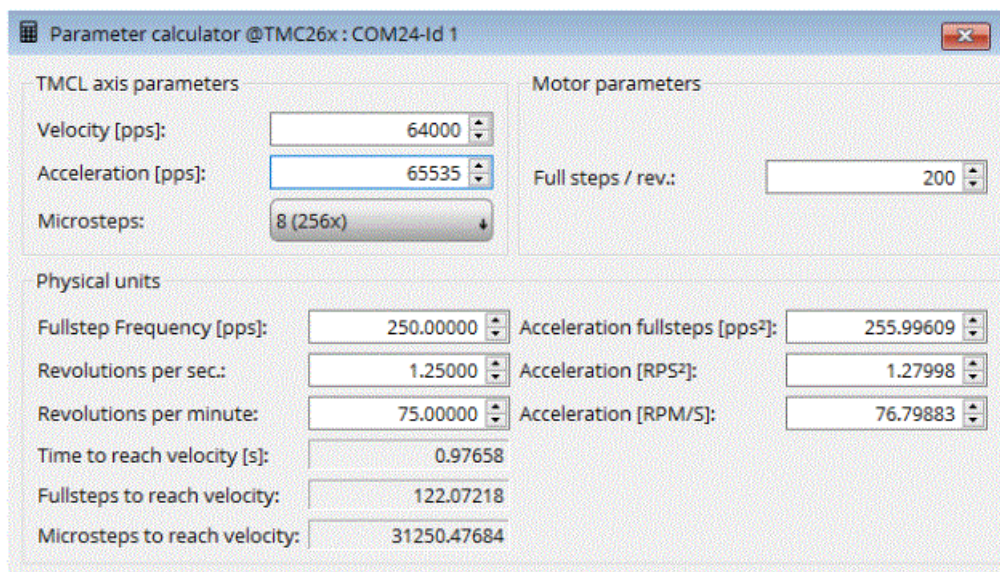 Parameter calculator @TMC26x : COM24-Id 1
TMCL axis parameters
Velocity [pps]: 64000
Acceleration [pps]: 65535
Microsteps: 8 (256x)
Motor parameters
Full steps / rev.: 200
Physical units
Fullstep Frequency [pps]: 250.00000 Acceleration fullsteps [pps²]: 255.99609
Revolutions per sec.: 1.25000 Acceleration [RPS²]: 1.27998
Revolutions per minute: 75.00000 Acceleration [RPM/S]: 76.79883
Time to reach velocity [s]: 0.97658
Fullsteps to reach velocity: 122.07218
Microsteps to reach velocity: 31250.47684